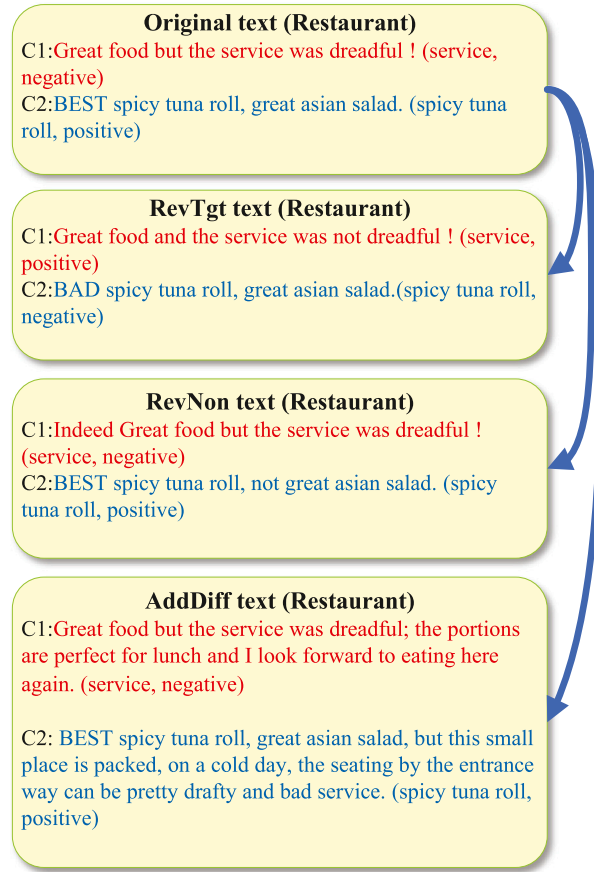 Original text (Restaurant)
C1:Great food but the service was dreadful ! (service,
negative)
C2:BEST spicy tuna roll, great asian salad. (spicy tuna
roll, positive)
RevTgt text (Restaurant)
C1:Great food and the service was not dreadful ! (service,
positive)
C2:BAD spicy tuna roll, great asian salad.(spicy tuna roll,
negative)
RevNon text (Restaurant)
C1:Indeed Great food but the service was dreadful !
(service, negative)
C2:BEST spicy tuna roll, not great asian salad. (spicy
tuna roll, positive)
AddDiff text (Restaurant)
C1:Great food but the service was dreadful; the portions
are perfect for lunch and I look forward to eating here
again. (service, negative)
C2: BEST spicy tuna roll, great asian salad, but this small
place is packed, on a cold day, the seating by the entrance
way can be pretty drafty and bad service. (spicy tuna roll,
positive)